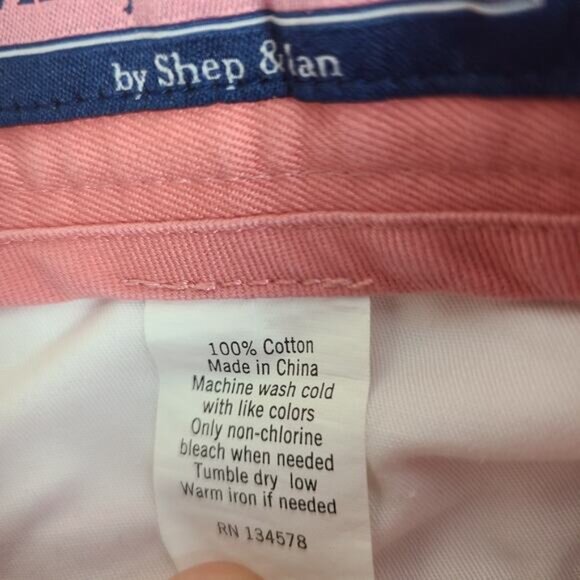 by Shep & Ian
100% Cotton
Made in China
Machine wash cold
with like colors
Only non-chlorine
bleach when needed
Tumble dry low
Warm iron if needed
RN 134578